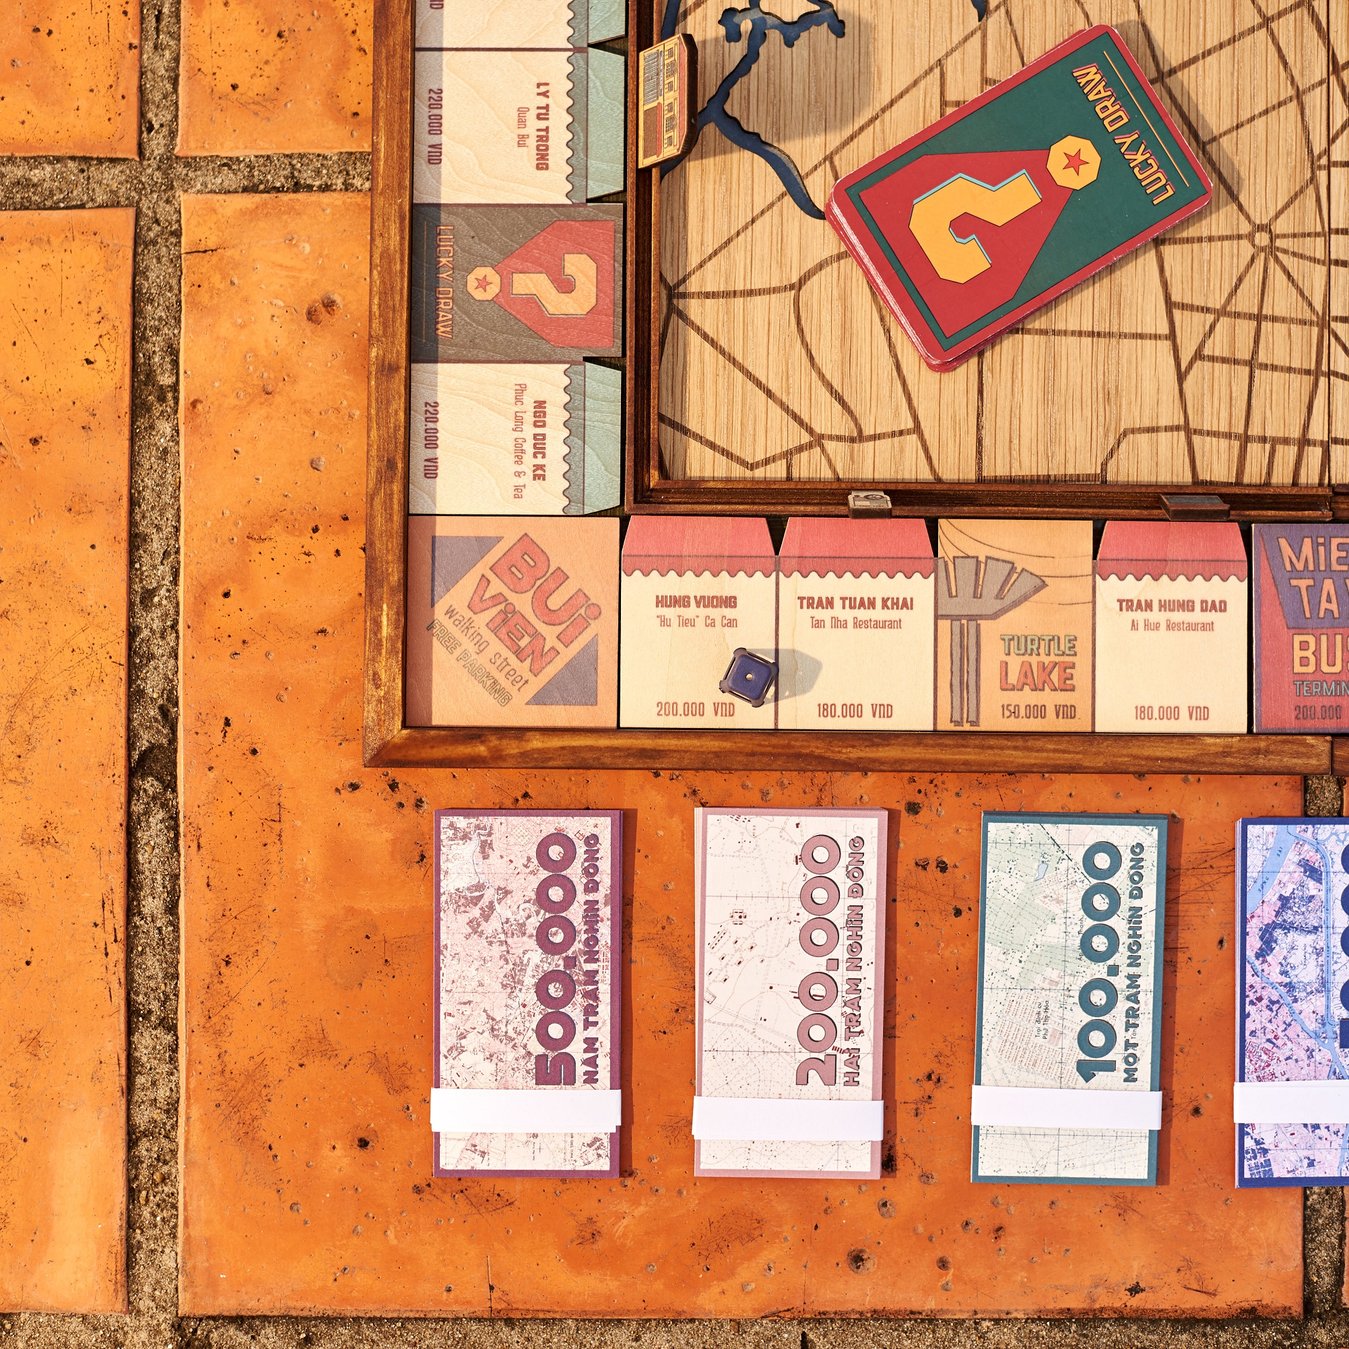 220.000 VND
LY TU TRONG
Quan Bui
220.000 VND
LUCKY DRAW
?
LUCKY DRAW
?
NGO DUC KE
Phuc Long Coffee & Tea
220.000 VND
BUi
ViEN
walking street
FREE PARKING
HUNG VUONG
"Hu Tieu" Ca Can
200.000 VND
TRAN TUAN KHAI
Tan Nha Restaurant
180.000 VND
TURTLE
LAKE
150.000 VND
TRAN HUNG DAO
Ai Hue Restaurant
180.000 VND
MiE
TA
BUS
TERMIN
200.000
500.000
NĂM TRĂM NGHÌN ĐỒNG
200.000
HAI TRĂM NGHÌN ĐỒNG
100.000
MỘT TRĂM NGHÌN ĐỒNG